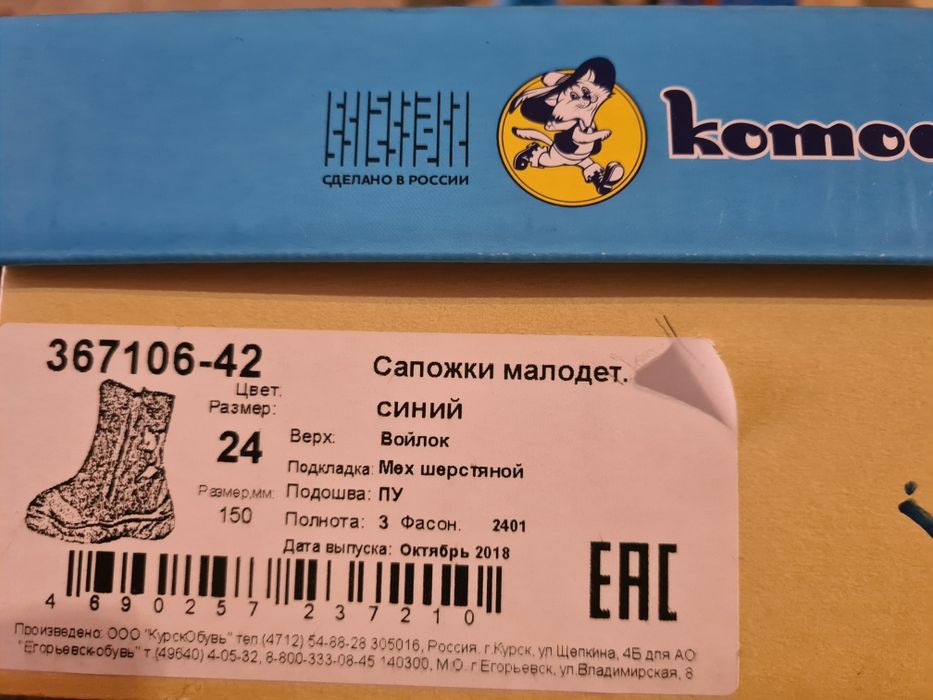 СДЕЛАНО В РОССИИ
котоф
367106-42
Сапожки малодет.
Цвет:
синий
Размер:
24
Верх: Войлок
Подкладка: Мех шерстяной
Размер,мм:
150
Подошва: ПУ
Полнота: 3 Фасон. 2401
Дата выпуска: Октябрь 2018
4 690257 237210
EAC
Произведено: ООО "КурскОбувь" тел (4712) 54-88-28 305016, Россия, г.Курск, ул.Щепкина, 4Б для АО
"Егорьевск-обувь" т.(49640) 4-05-32, 8-800-333-08-45 140300, М.О. г Егорьевск, ул.Владимирская, 8